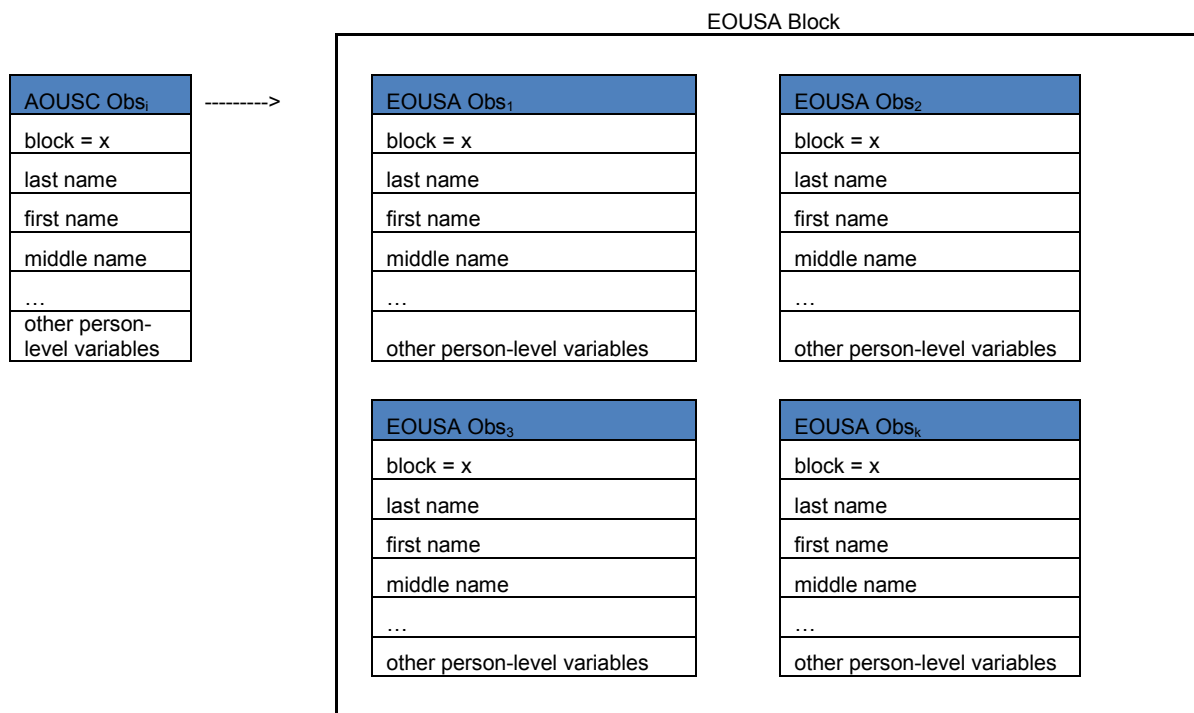 EOUSA Block
AOUSC Obsi
block = x
last name
first name
middle name
…
other person-
level variables
--------->
EOUSA Obs1
block = x
last name
first name
middle name
…
other person-level variables
EOUSA Obs2
block = x
last name
first name
middle name
…
other person-level variables
EOUSA Obs3
block = x
last name
first name
middle name
…
other person-level variables
EOUSA Obsk
block = x
last name
first name
middle name
…
other person-level variables